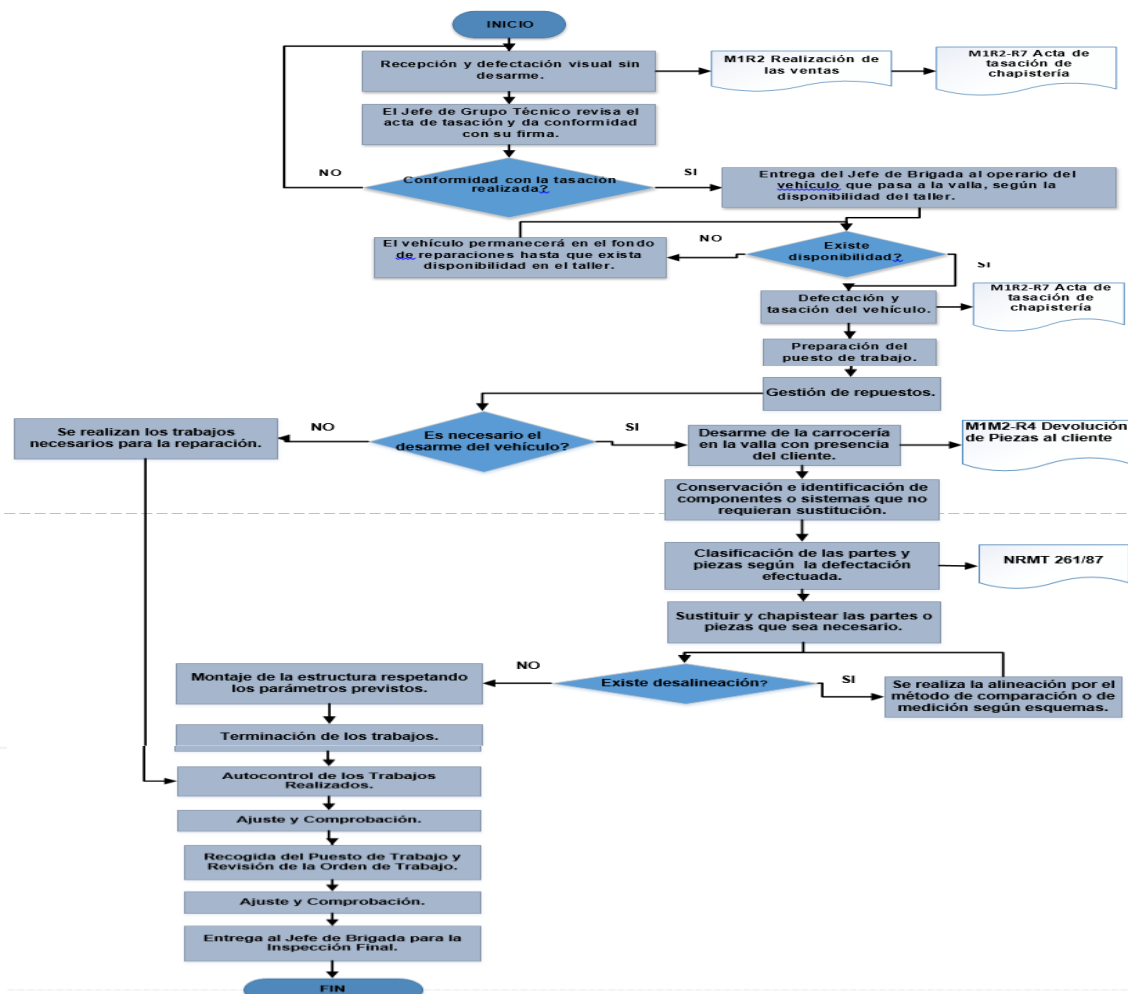 INICIO
Recepción y defectación visual sin
desarme.
M1R2 Realización de
las ventas
M1R2-R7 Acta de
tasación de
chapistería
El Jefe de Grupo Técnico revisa el
acta de tasación y da conformidad
con su firma.
NO
Conformidad con la tasación
realizada?
SI
Entrega del Jefe de Brigada al operario del
vehículo que pasa a la valla, según la
disponibilidad del taller.
El vehículo permanecerá en el fondo
de reparaciones hasta que exista
disponibilidad en el taller.
NO
Existe
disponibilidad?
SI
Defectación y
tasación del vehículo.
M1R2-R7 Acta de
tasación de
chapistería
Preparación del
puesto de trabajo.
Gestión de repuestos.
Se realizan los trabajos
necesarios para la reparación.
NO
Es necesario el
desarme del vehículo?
SI
Desarme de la carrocería
en la valla con presencia
del cliente.
M1M2-R4 Devolución
de Piezas al cliente
Conservación e identificación de
componentes o sistemas que no
requieran sustitución.
Clasificación de las partes y
piezas según la defectación
efectuada.
NRMT 261/87
Sustituir y chapistear las partes o
piezas que sea necesario.
Montaje de la estructura respetando
los parámetros previstos.
NO
Existe desalineación?
SI
Se realiza la alineación por el
método de comparación o de
medición según esquemas.
Terminación de los trabajos.
Autocontrol de los Trabajos
Realizados.
Ajuste y Comprobación.
Recogida del Puesto de Trabajo y
Revisión de la Orden de Trabajo.
Ajuste y Comprobación.
Entrega al Jefe de Brigada para la
Inspección Final.
FIN